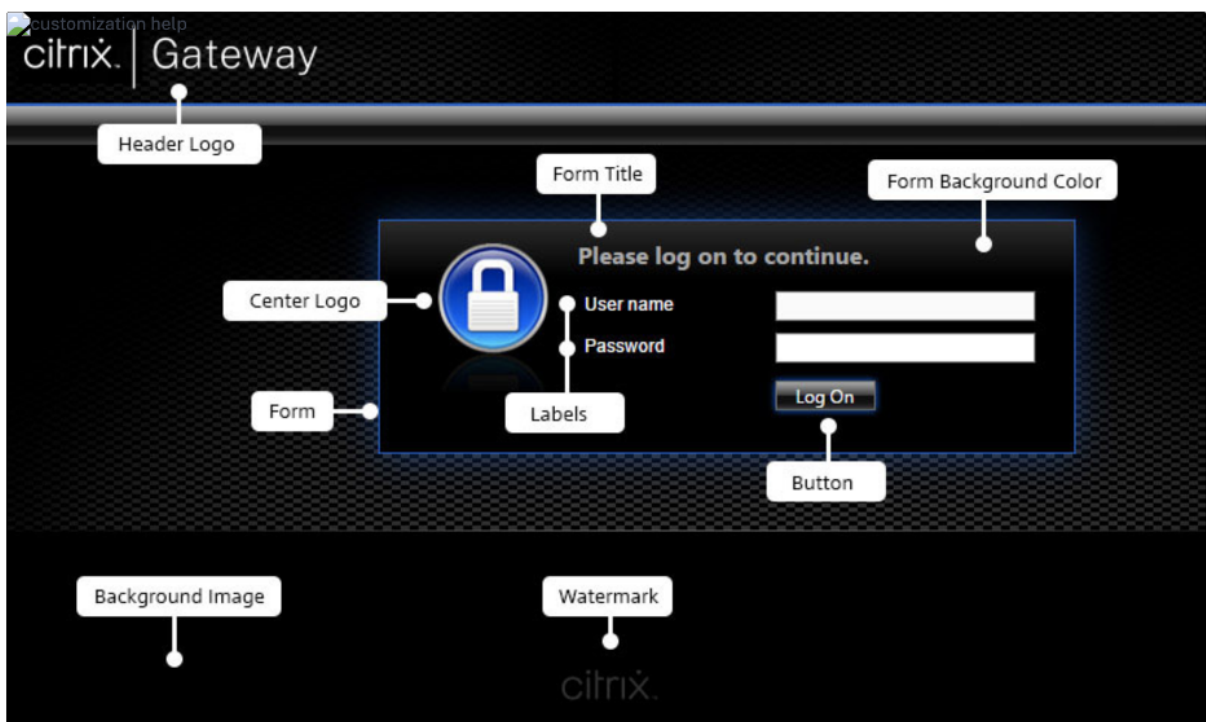 customization help
citrix. | Gateway
Header Logo
Form Title
Form Background Color
Please log on to continue.
Center Logo
User name
Password
Form
Labels
Log On
Button
Background Image
Watermark
citrix.